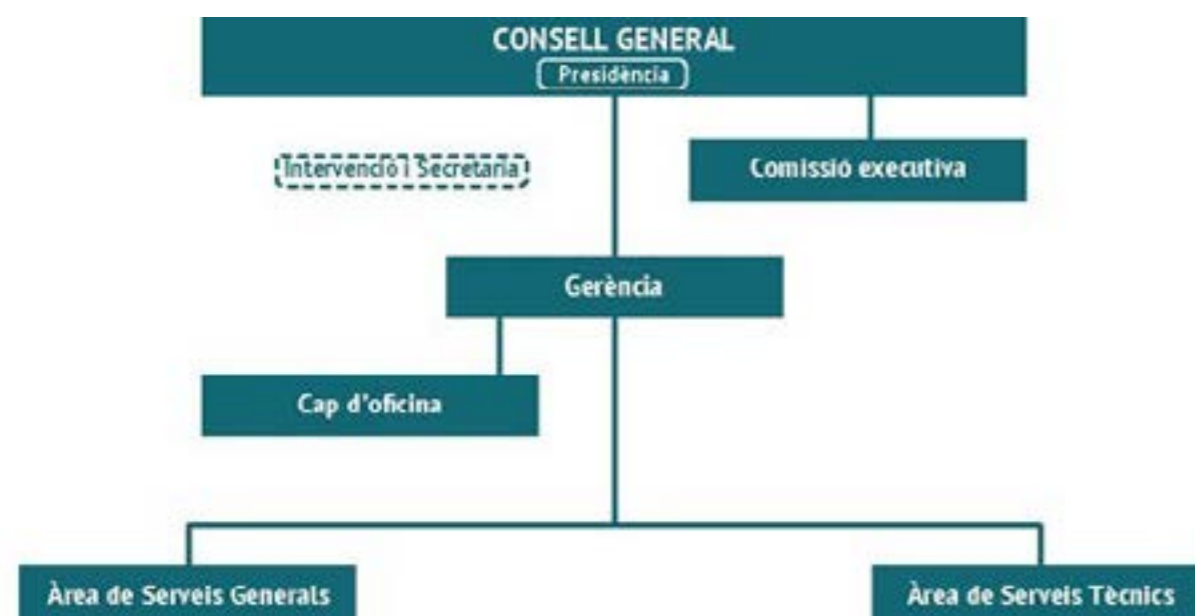 CONSELL GENERAL
Presidència
Intervenció i Secretaria
Comissió executiva
Gerència
Cap d'oficina
Àrea de Serveis Generals
Àrea de Serveis Tècnics